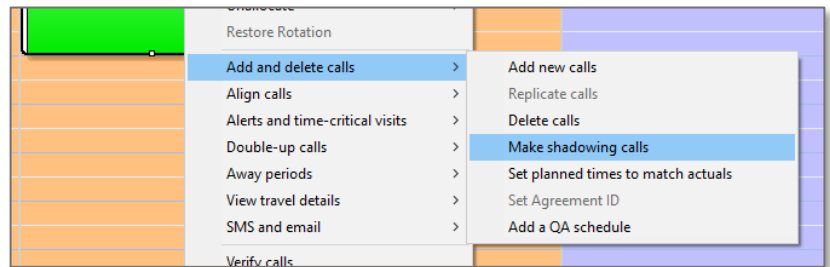 Unallocate
Restore Rotation
Add and delete calls
Align calls
Alerts and time-critical visits
Double-up calls
Away periods
View travel details
SMS and email
Verify calls
Add new calls
Replicate calls
Delete calls
Make shadowing calls
Set planned times to match actuals
Set Agreement ID
Add a QA schedule